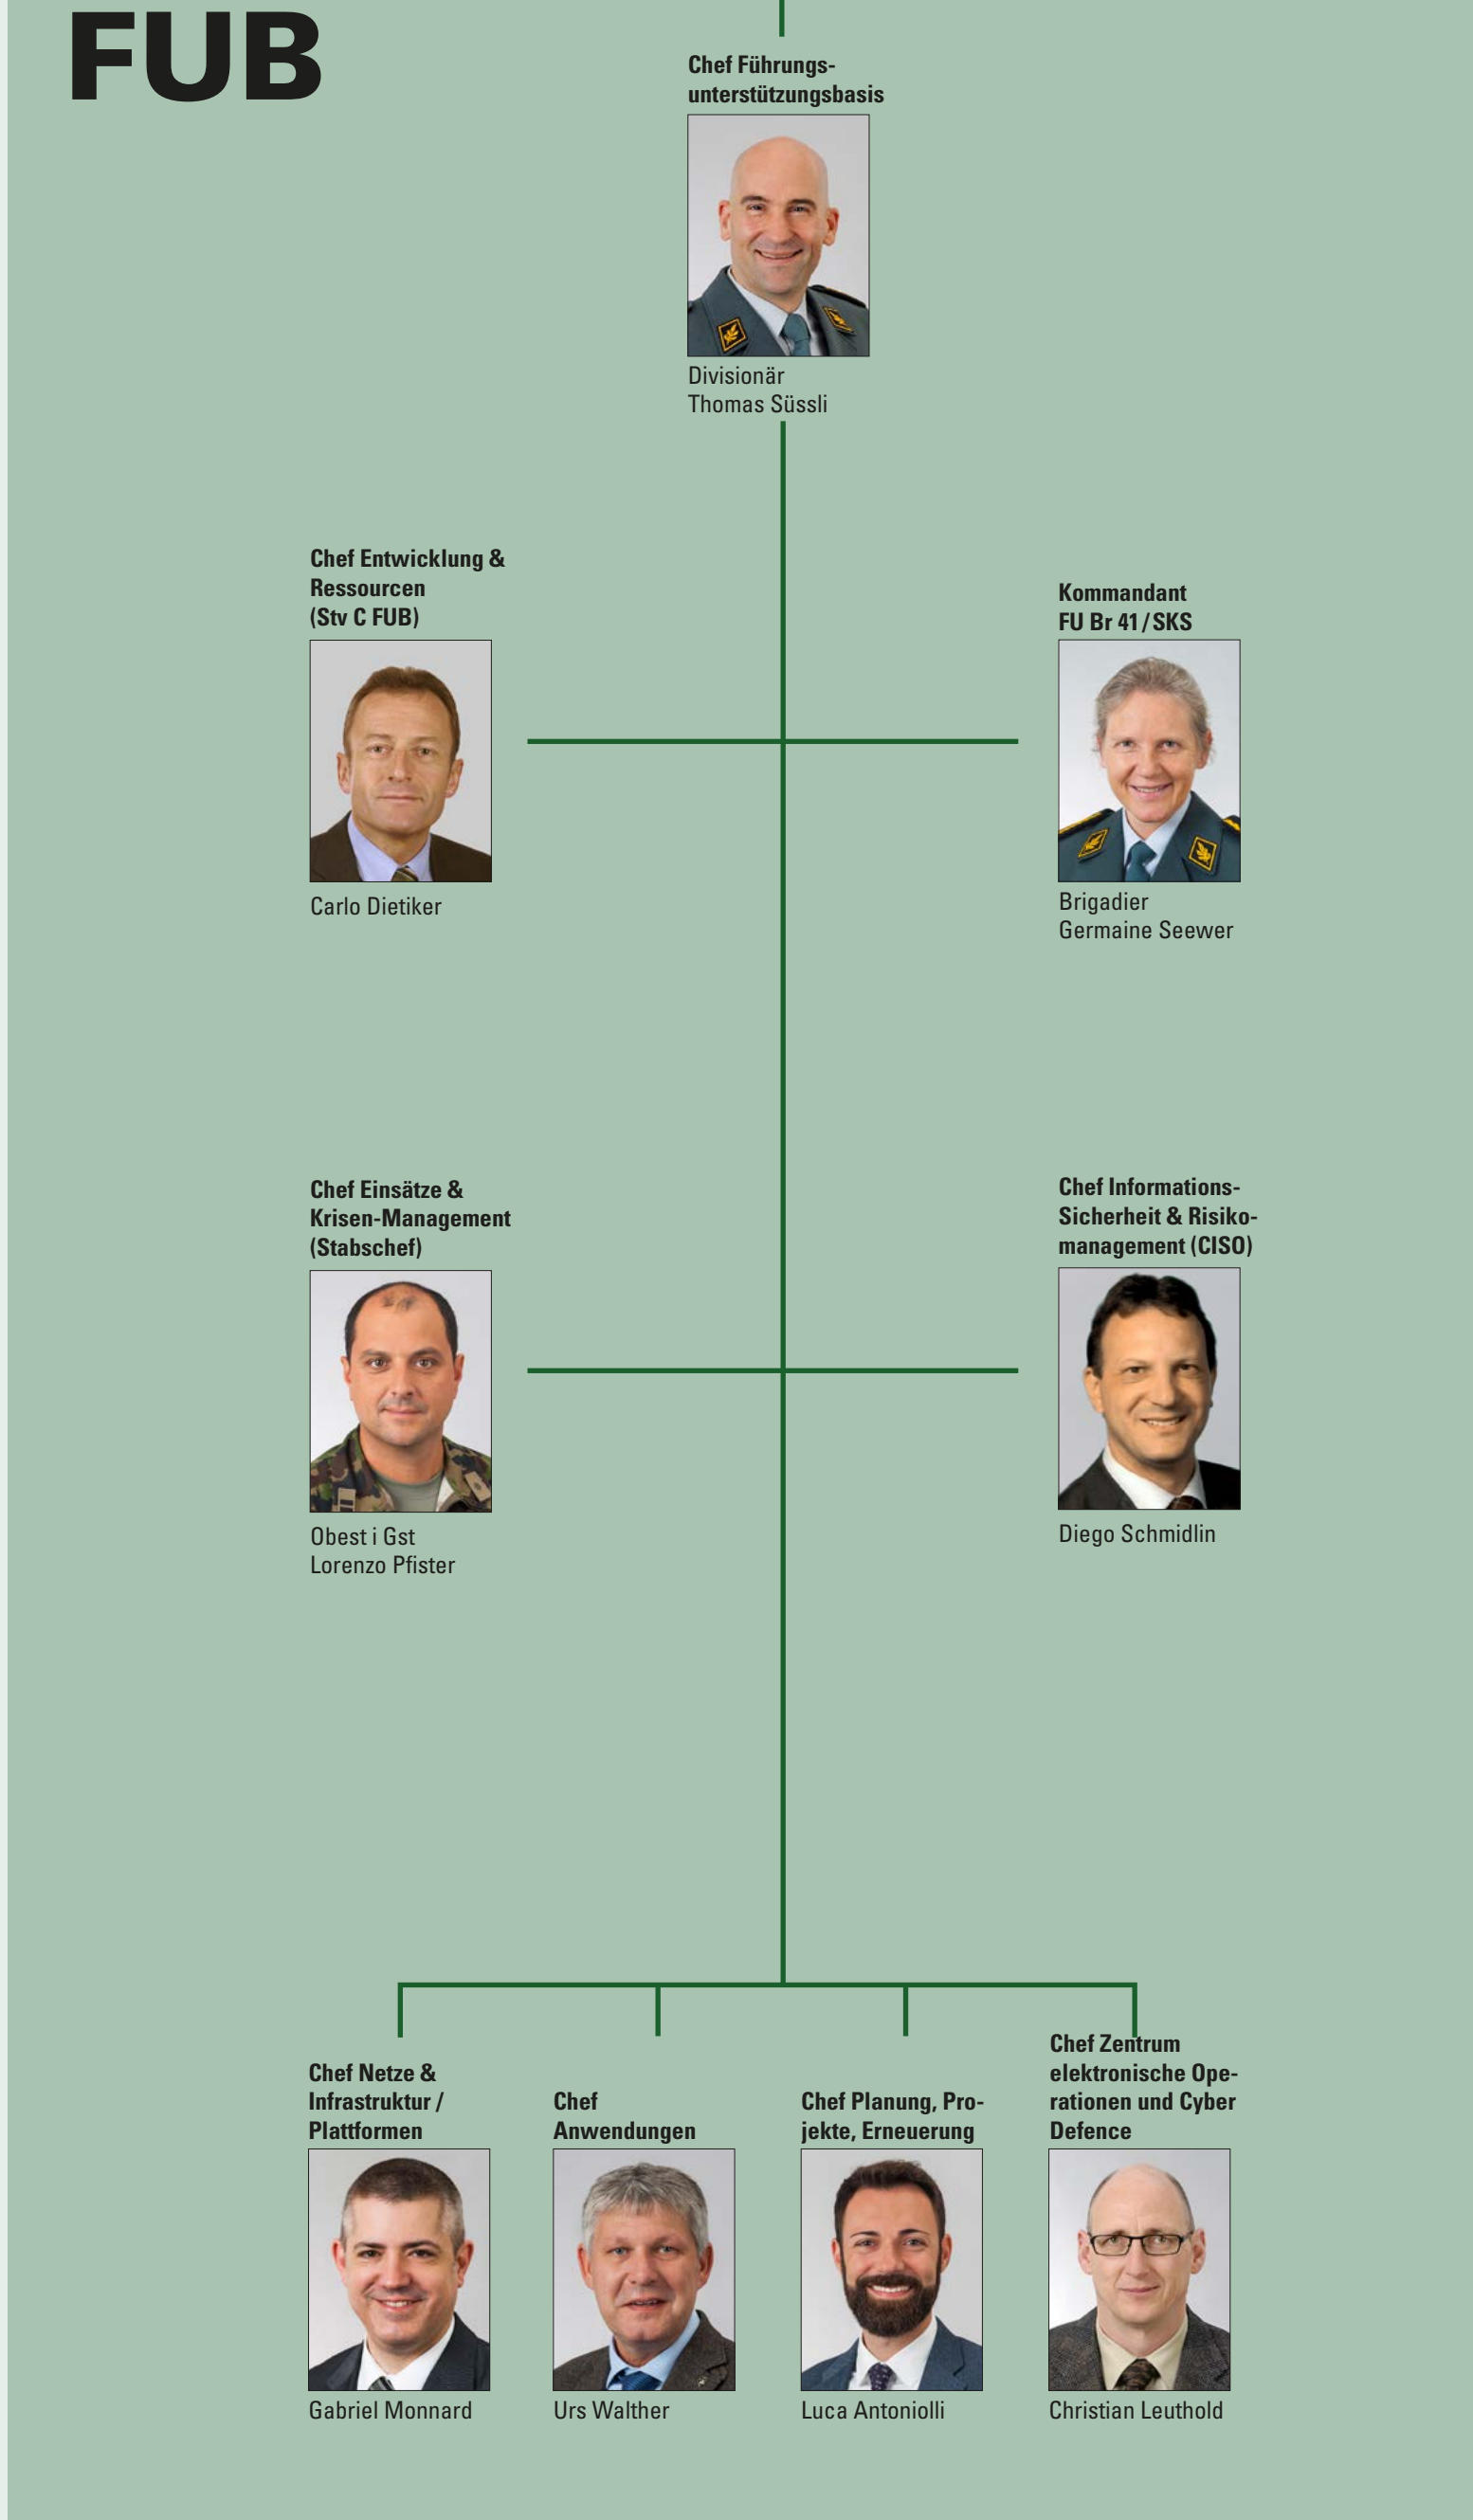 FUB
Chef Führungs-
unterstützungsbasis
Divisionär
Thomas Süssli
Chef Entwicklung &
Ressourcen
(Stv C FUB)
Carlo Dietiker
Kommandant
FU Br 41/SKS
Brigadier
Germaine Seewer
Chef Einsätze &
Krisen-Management
(Stabschef)
Obest i Gst
Lorenzo Pfister
Chef Informations-
Sicherheit & Risiko-
management (CISO)
Diego Schmidlin
Chef Netze &
Infrastruktur /
Plattformen
Gabriel Monnard
Chef
Anwendungen
Urs Walther
Chef Planung, Pro-
jekte, Erneuerung
Luca Antoniolli
Chef Zentrum
elektronische Ope-
rationen und Cyber
Defence
Christian Leuthold